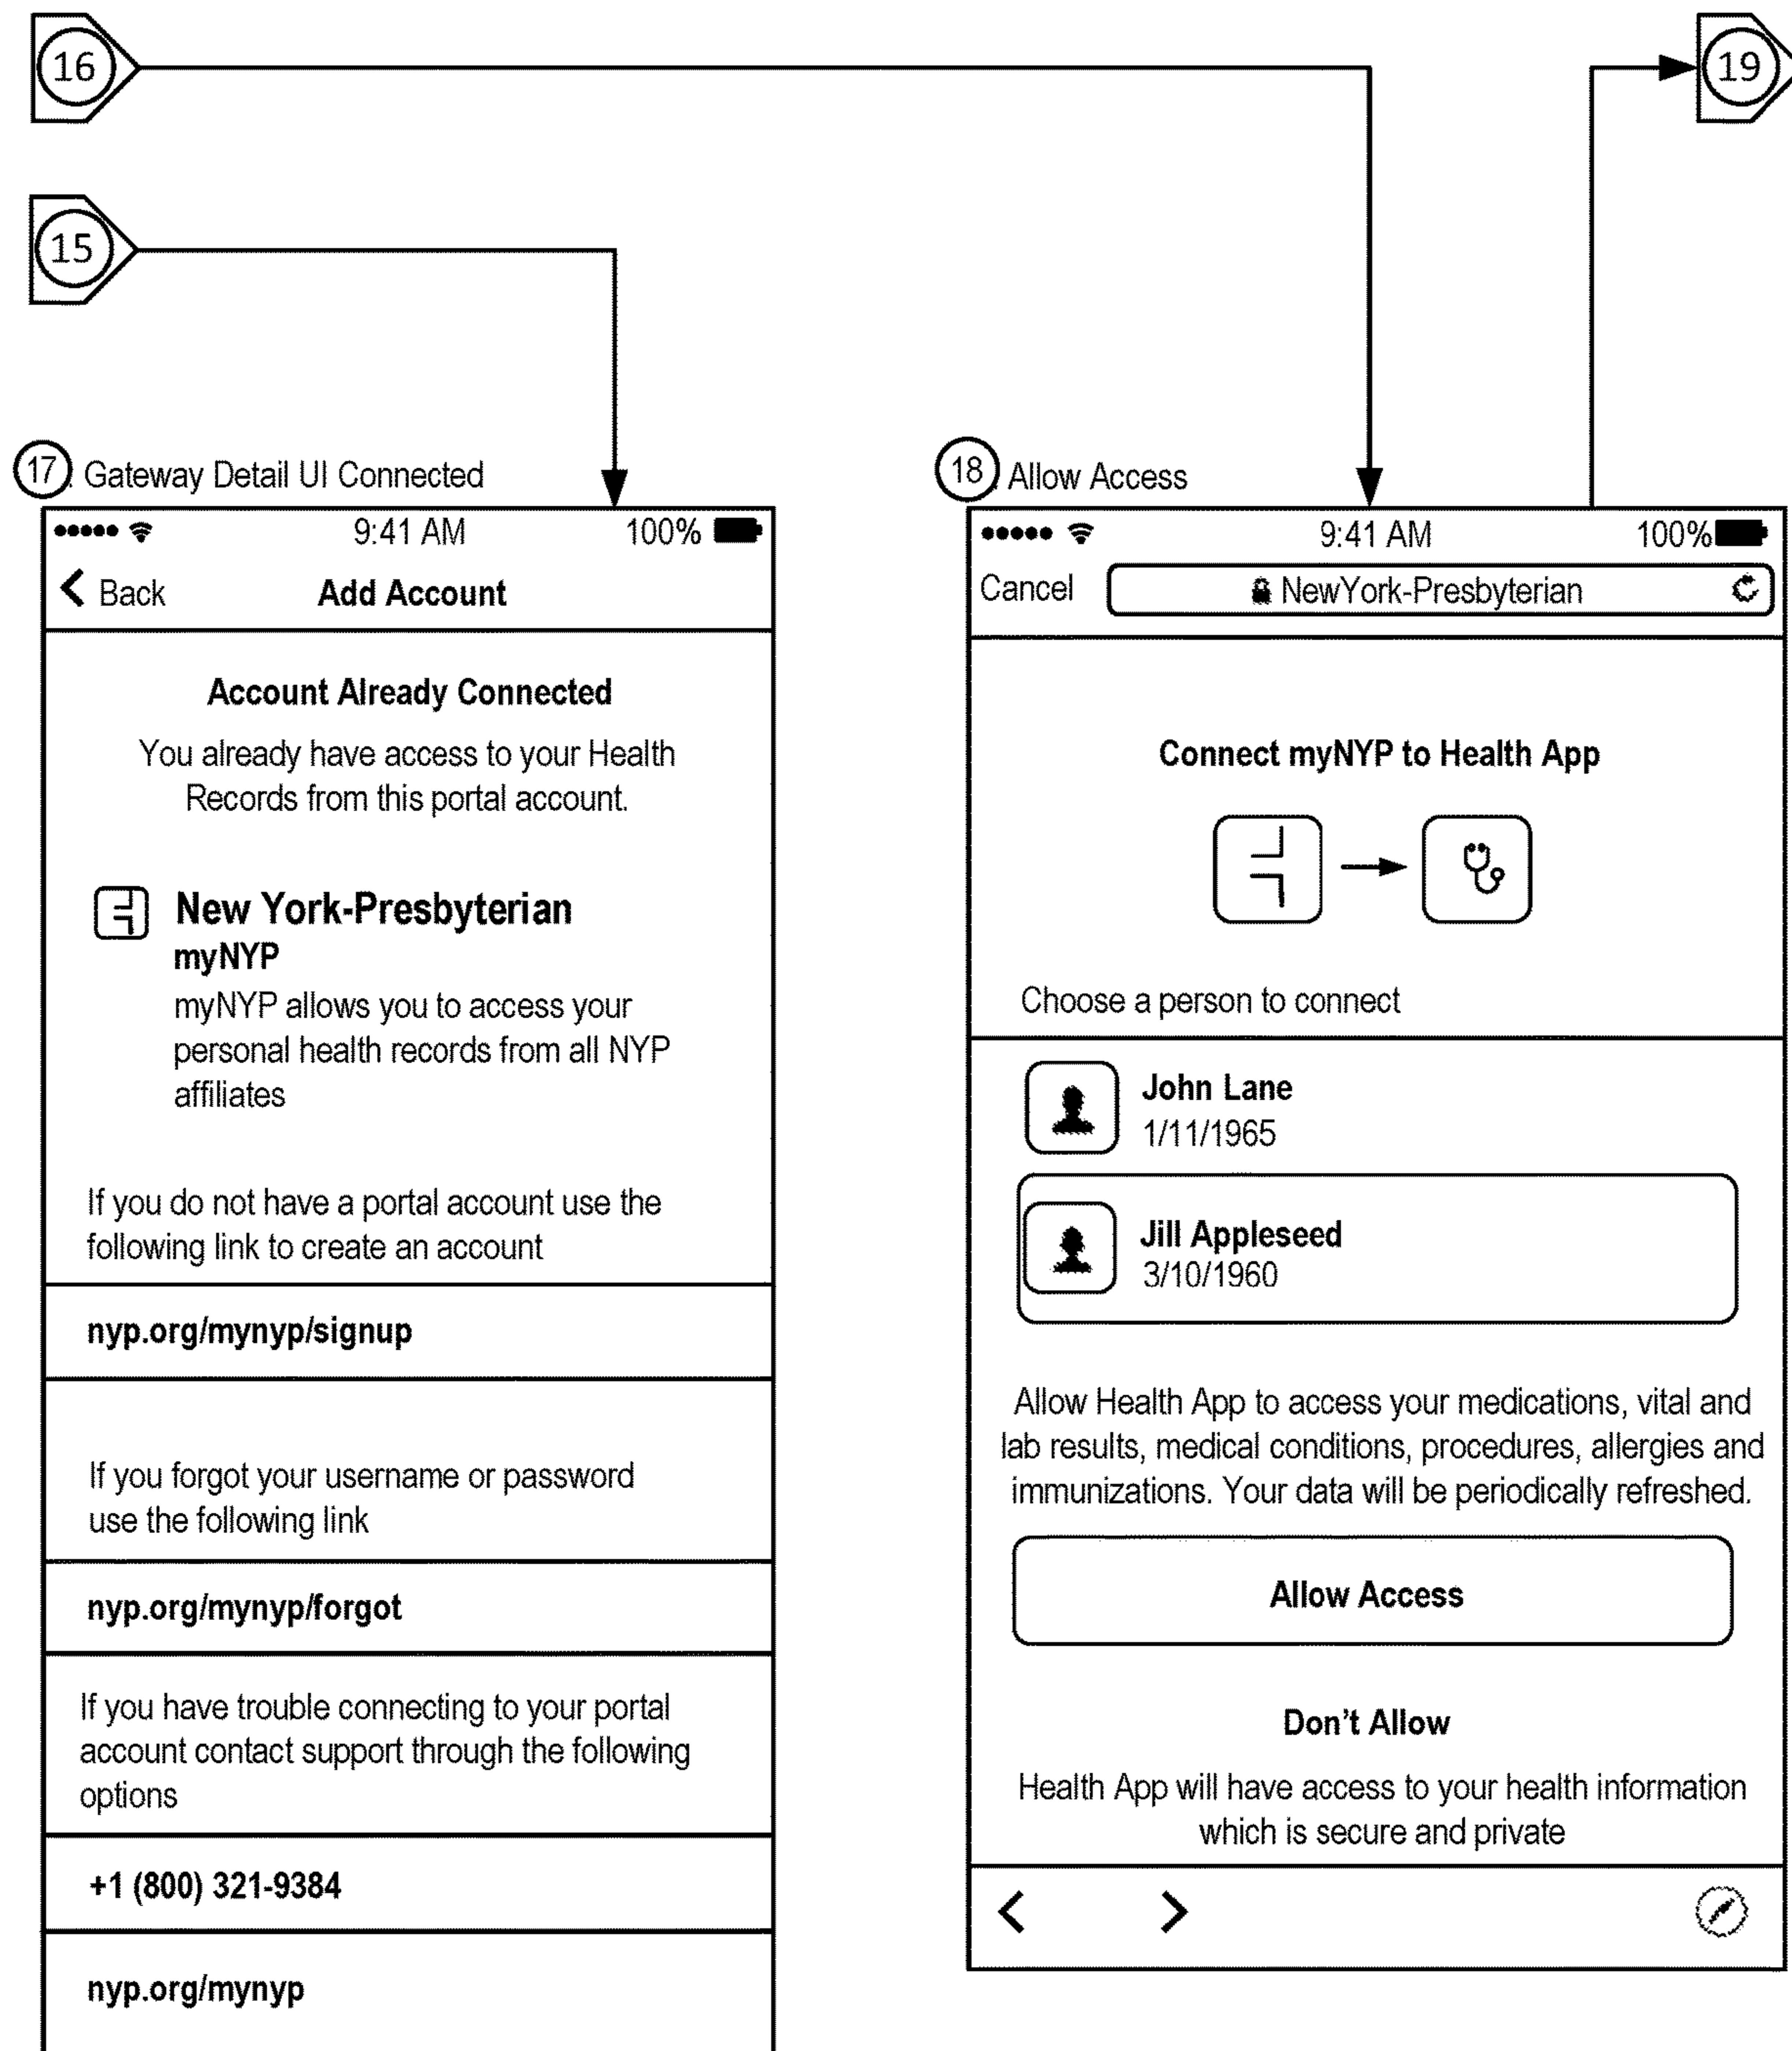 16
19
15
17. Gateway Detail UI Connected
9:41 AM
100%
Back
Add Account
Account Already Connected
You already have access to your Health
Records from this portal account.
New York-Presbyterian
myNYP
myNYP allows you to access your
personal health records from all NYP
affiliates
If you do not have a portal account use the
following link to create an account
nyp.org/mynyp/signup
If you forgot your username or password
use the following link
nyp.org/mynyp/forgot
If you have trouble connecting to your portal
account contact support through the following
options
+1 (800) 321-9384
nyp.org/mynyp
18. Allow Access
9:41 AM
100%
Cancel
NewYork-Presbyterian
Connect myNYP to Health App
Choose a person to connect
John Lane
1/11/1965
Jill Appleseed
3/10/1960
Allow Health App to access your medications, vital and
lab results, medical conditions, procedures, allergies and
immunizations. Your data will be periodically refreshed.
Allow Access
Don't Allow
Health App will have access to your health information
which is secure and private